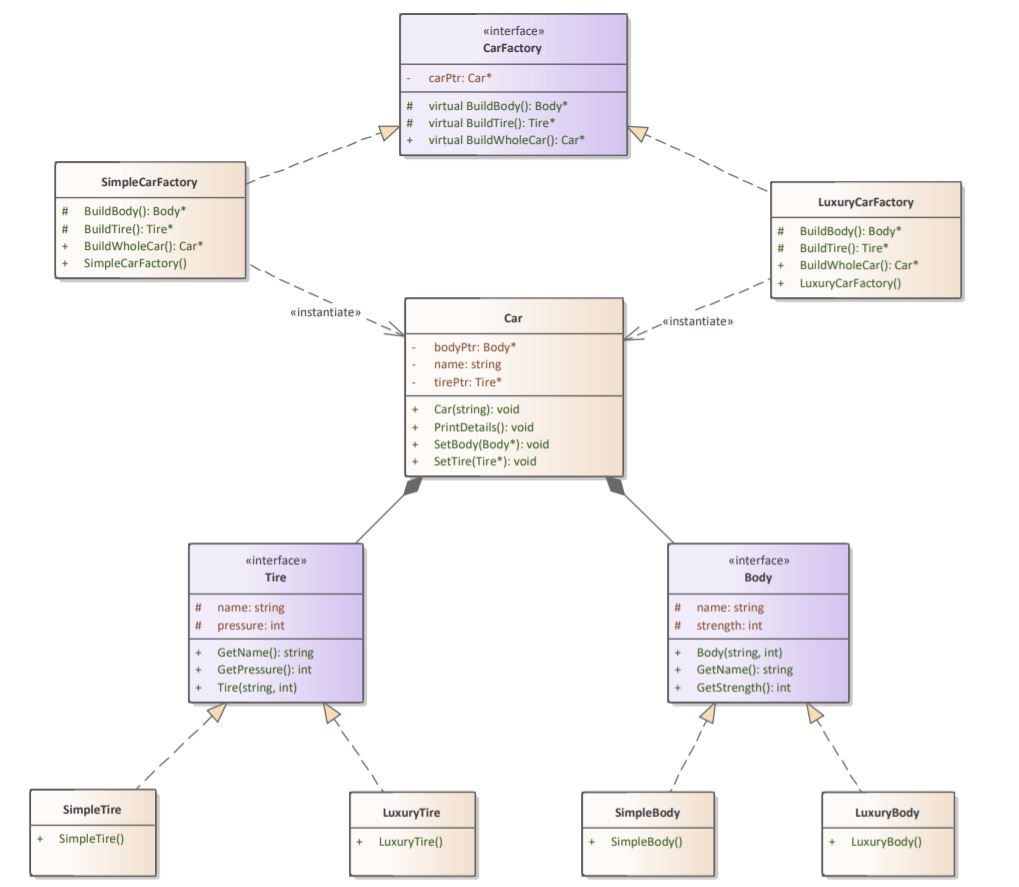 «interface»
CarFactory
- carPtr: Car*
# virtual BuildBody(): Body*
# virtual BuildTire(): Tire*
+ virtual BuildWholeCar(): Car*
SimpleCarFactory
# BuildBody(): Body*
# BuildTire(): Tire*
+ BuildWholeCar(): Car*
+ SimpleCarFactory()
LuxuryCarFactory
# BuildBody(): Body*
# BuildTire(): Tire*
+ BuildWholeCar(): Car*
+ LuxuryCarFactory()
«instantiate»
«instantiate»
Car
- bodyPtr: Body*
- name: string
- tirePtr: Tire*
+ Car(string): void
+ PrintDetails(): void
+ SetBody(Body*): void
+ SetTire(Tire*): void
«interface»
Tire
# name: string
# pressure: int
+ GetName(): string
+ GetPressure(): int
+ Tire(string, int)
«interface»
Body
# name: string
# strength: int
+ Body(string, int)
+ GetName(): string
+ GetStrength(): int
SimpleTire
+ SimpleTire()
LuxuryTire
+ LuxuryTire()
SimpleBody
+ SimpleBody()
LuxuryBody
+ LuxuryBody()